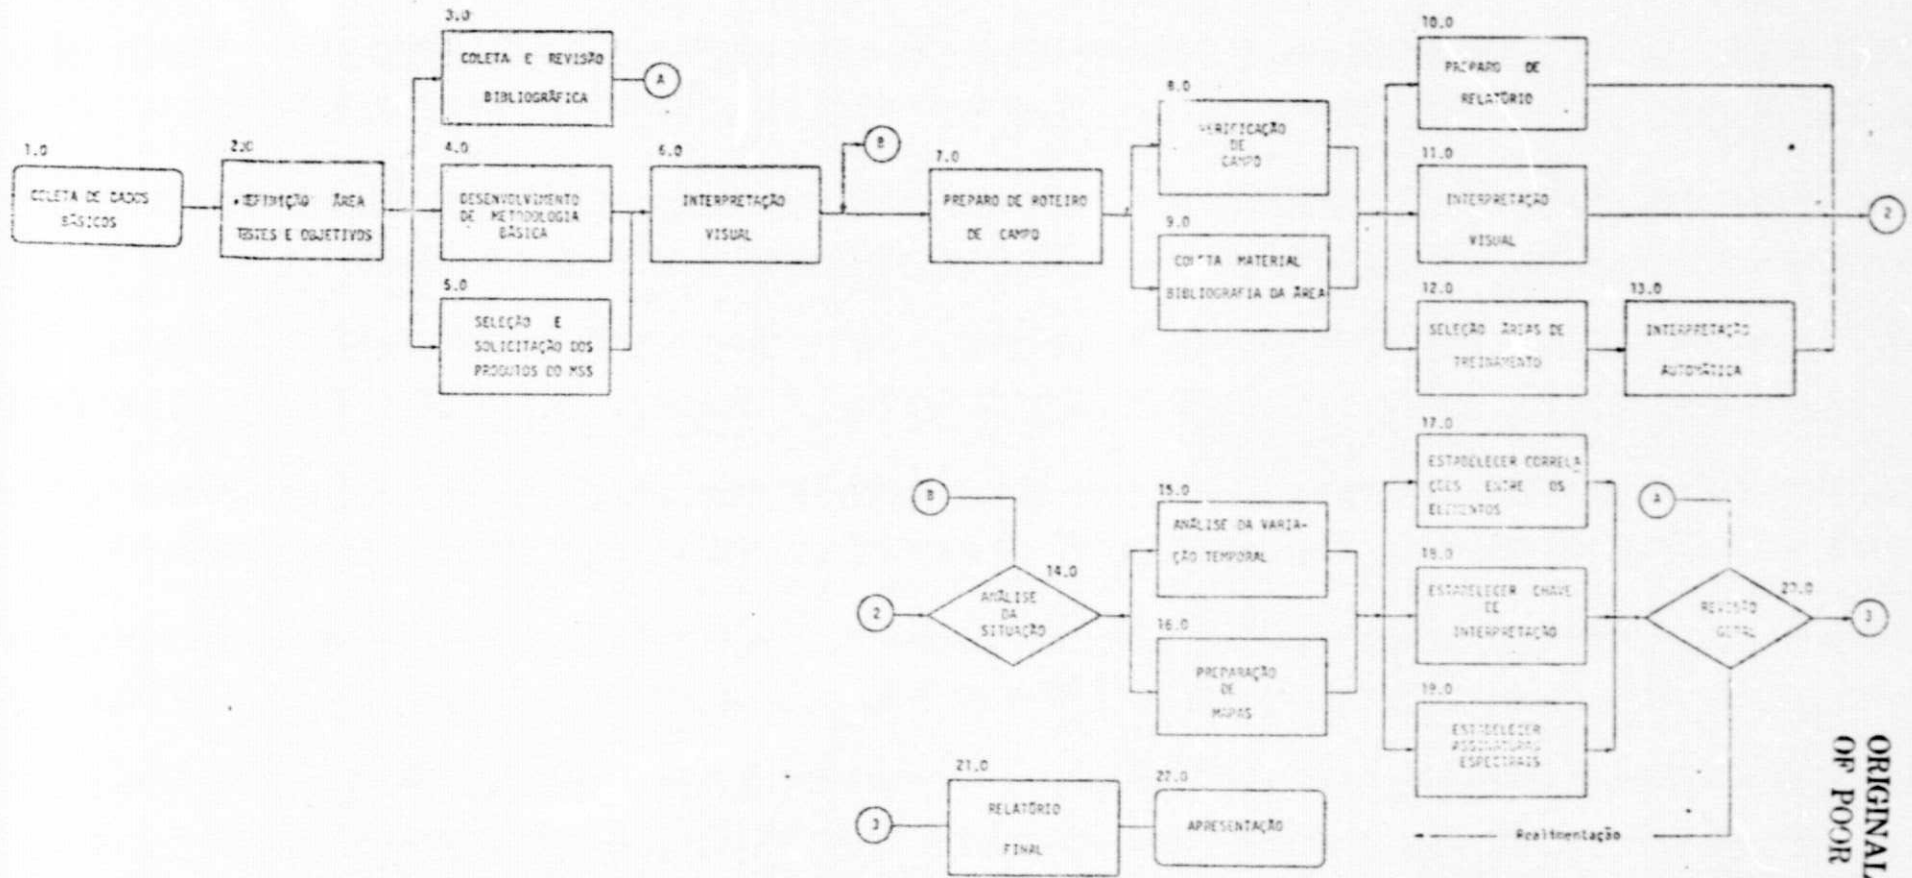 1.0
COLETA DE DADOS
BÁSICOS
2.0
DEFINIÇÃO ÁREA
TESTES E OBJETIVOS
3.0
COLETA E REVISÃO
BIBLIOGRÁFICA
A
4.0
DESENVOLVIMENTO
DE METODOLOGIA
BÁSICA
5.0
SELEÇÃO E
SOLICITAÇÃO DOS
PRODUTOS DO MSS
6.0
INTERPRETAÇÃO
VISUAL
B
7.0
PREPARO DE ROTEIRO
DE CAMPO
8.0
VERIFICAÇÃO
DE
CAMPO
9.0
COLETA MATERIAL
BIBLIOGRAFIA DA ÁREA
10.0
PREPARO DE
RELATÓRIO
11.0
INTERPRETAÇÃO
VISUAL
2
12.0
SELEÇÃO ÁREAS DE
TREINAMENTO
13.0
INTERPRETAÇÃO
AUTOMÁTICA
B
2
14.0
ANÁLISE
DA
SITUAÇÃO
15.0
ANÁLISE DA VARIA-
ÇÃO TEMPORAL
16.0
PREPARAÇÃO
DE
MAPAS
17.0
ESTABELECER CORRELA
ÇÕES ENTRE OS
ELEMENTOS
18.0
ESTABELECER CHAVE
DE
INTERPRETAÇÃO
19.0
ESTABELECER
ASSINATURAS
ESPECTRAIS
A
20.0
REVISÃO
GERAL
3
Realimentação
3
21.0
RELATÓRIO
FINAL
22.0
APRESENTAÇÃO
ORIGINAL
OF POOR